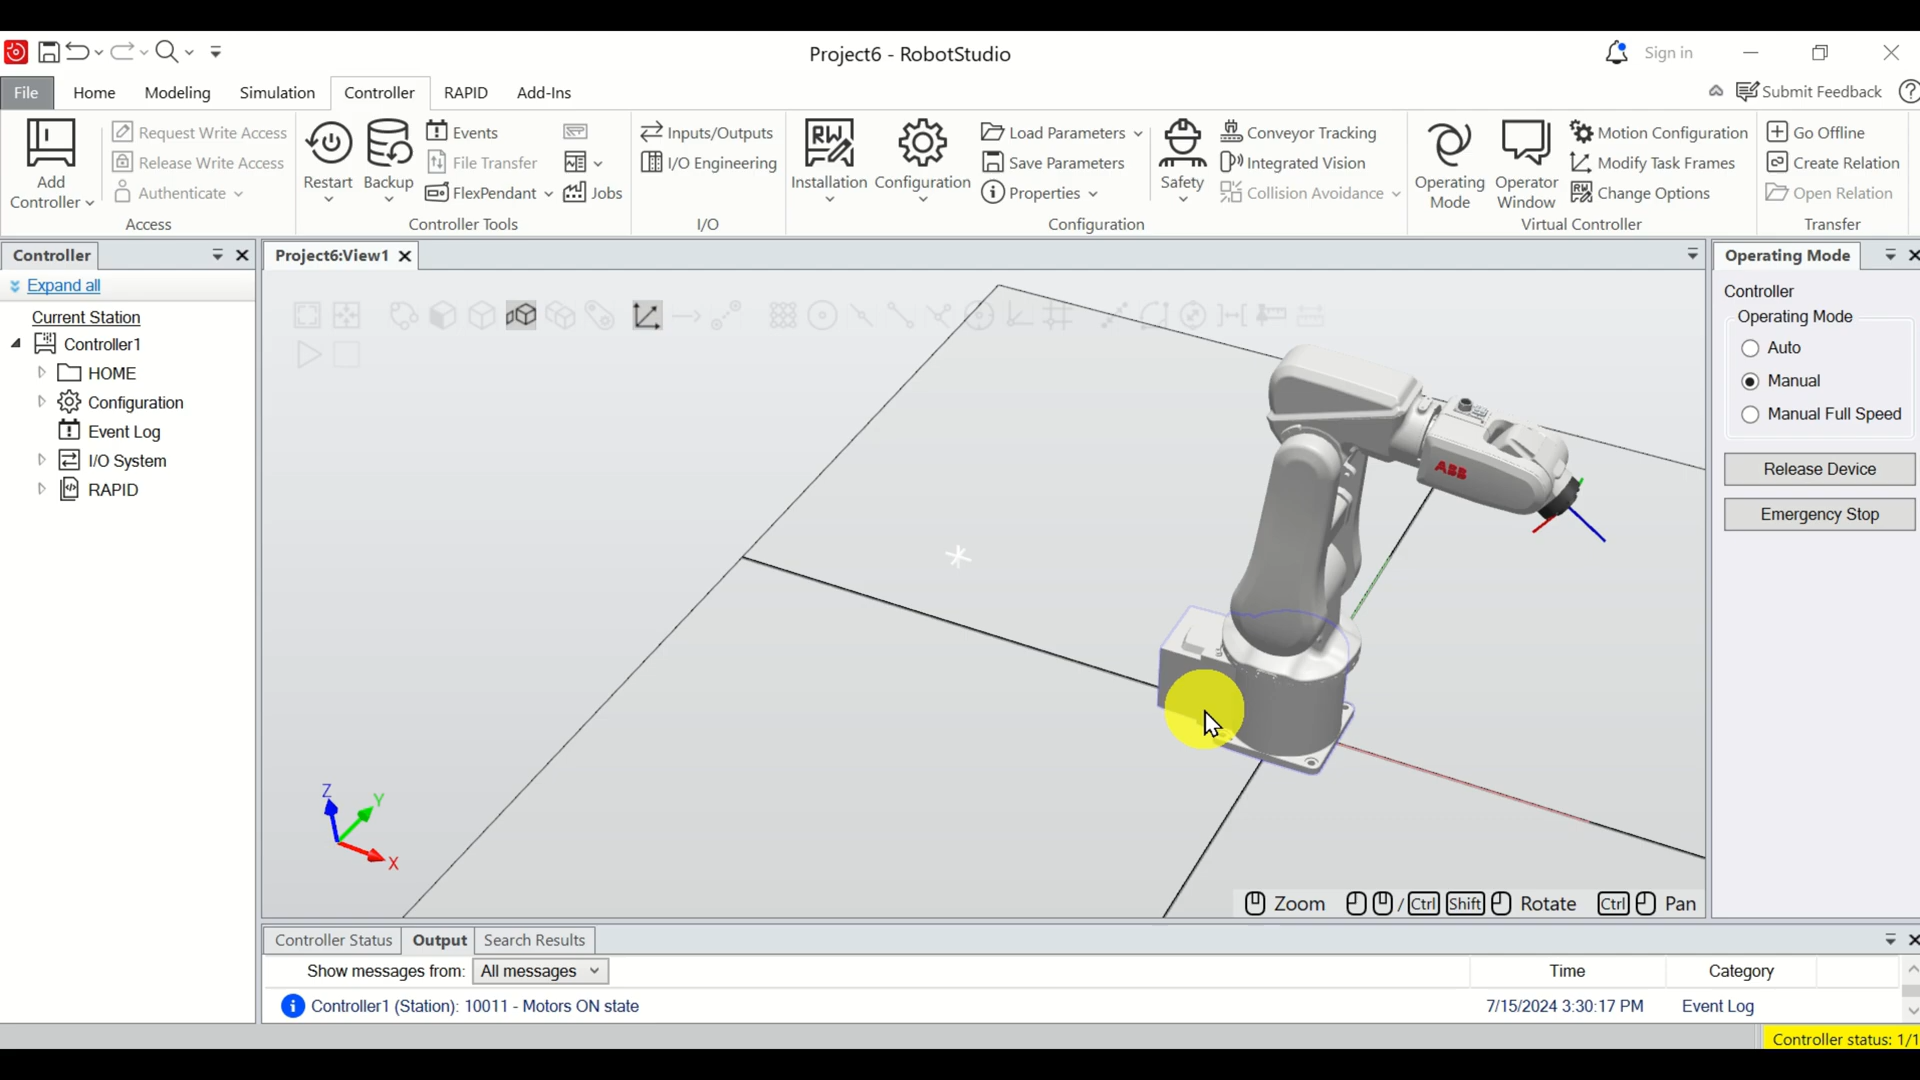 Project6 - RobotStudio
Sign in
File Home Modeling Simulation Controller RAPID Add-Ins
Submit Feedback ?
Add Controller
Request Write Access
Release Write Access
Authenticate
Access
Restart
Backup
Events
File Transfer
FlexPendant
Jobs
Controller Tools
Inputs/Outputs
I/O Engineering
I/O
RW
Installation
Configuration
Load Parameters
Save Parameters
Properties
Safety
Conveyor Tracking
Integrated Vision
Collision Avoidance
Configuration
Operating Mode
Operator Window
Motion Configuration
Modify Task Frames
RW
Change Options
Virtual Controller
Go Offline
Create Relation
Open Relation
Transfer
Controller
Expand all
Current Station
Controller1
HOME
Configuration
Event Log
I/O System
RAPID
Project6:View1
ABB
Z
Y
X
Zoom / Ctrl Shift Rotate Ctrl Pan
Operating Mode
Controller
Operating Mode
Auto
Manual
Manual Full Speed
Release Device
Emergency Stop
Controller Status Output Search Results
Show messages from: All messages Time Category
Controller1 (Station): 10011 - Motors ON state 7/15/2024 3:30:17 PM Event Log
Controller status: 1/1